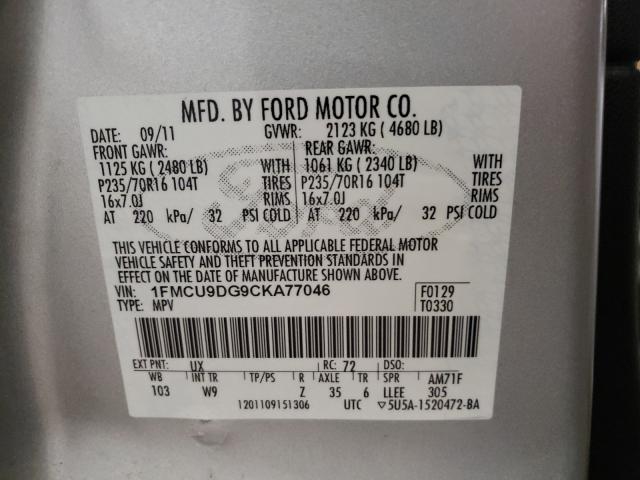 MFD. BY FORD MOTOR CO.
DATE: 09/11 GVWR: 2123 KG ( 4680 LB)
FRONT GAWR: REAR GAWR:
1125 KG ( 2480 LB) WITH 1061 KG ( 2340 LB) WITH
P235/70R16 104T TIRES P235/70R16 104T TIRES
16x7.0J RIMS 16x7.0J RIMS
AT 220 kPa/ 32 PSI COLD AT 220 kPa/ 32 PSI COLD
THIS VEHICLE CONFORMS TO ALL APPLICABLE FEDERAL MOTOR
VEHICLE SAFETY AND THEFT PREVENTION STANDARDS IN
EFFECT ON THE DATE OF MANUFACTURE SHOWN ABOVE.
VIN: 1FMCU9DG9CKA77046 F0129
TYPE: MPV T0330
EXT PNT: UX RC: 72 DSO:
WB INT TR TP/PS R AXLE TR SPR AM71F
103 W9 Z 35 6 LLEE 305
1201109151306 UTC ▽5U5A-1520472-BA
Ford